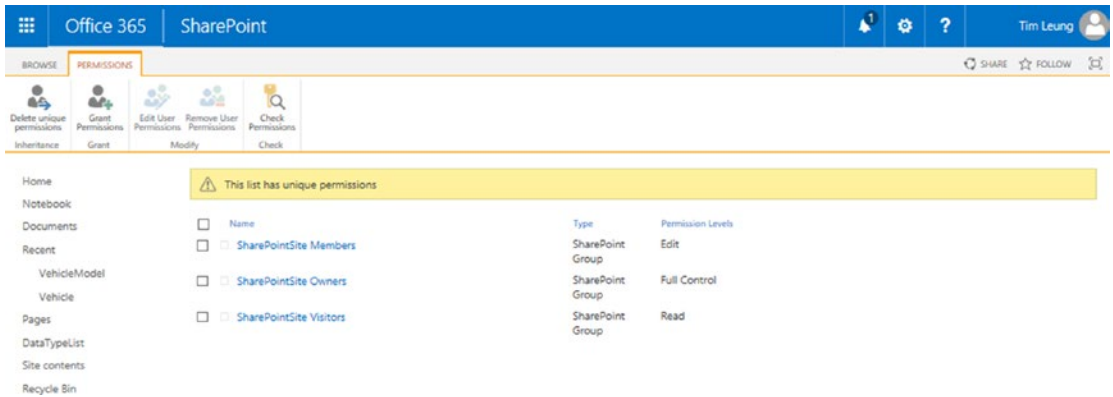 Office 365 SharePoint 1 ? Tim Leung
BROWSE PERMISSIONS SHARE FOLLOW
Delete unique permissions
Grant Permissions
Edit User Permissions
Remove User Permissions
Check Permissions
Inheritance Grant Modify Check
Home
Notebook
Documents
Recent
VehicleModel
Vehicle
Pages
DataTypeList
Site contents
Recycle Bin
This list has unique permissions
Name Type Permission Levels
SharePointSite Members SharePoint Group Edit
SharePointSite Owners SharePoint Group Full Control
SharePointSite Visitors SharePoint Group Read